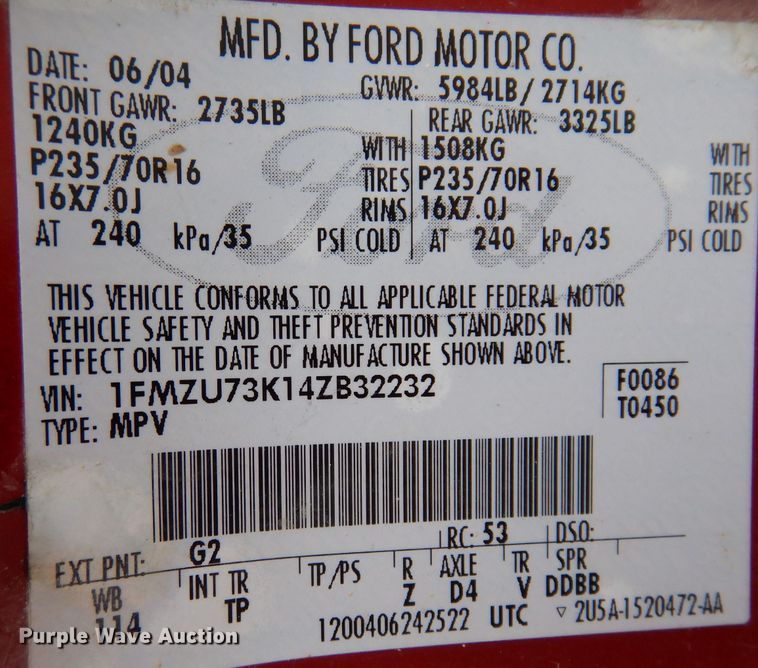 MFD. BY FORD MOTOR CO.
DATE: 06/04 GVWR: 5984LB/2714KG
FRONT GAWR: 2735LB REAR GAWR: 3325LB
1240KG WITH 1508KG WITH
P235/70R16 TIRES P235/70R16 TIRES
16X7.0J RIMS 16X7.0J RIMS
AT 240 kPa/35 PSI COLD AT 240 kPa/35 PSI COLD
Ford
THIS VEHICLE CONFORMS TO ALL APPLICABLE FEDERAL MOTOR
VEHICLE SAFETY AND THEFT PREVENTION STANDARDS IN
EFFECT ON THE DATE OF MANUFACTURE SHOWN ABOVE.
VIN: 1FMZU73K14ZB32232 F0086
TYPE: MPV T0450
EXT PNT: G2 RC: 53 DSO:
WB INT TR TP/PS R AXLE TR SPR
114 TP Z D4 V DDBB
1200406242522 UTC ▽ 2U5A-1520472-AA
Purple Wave Auction